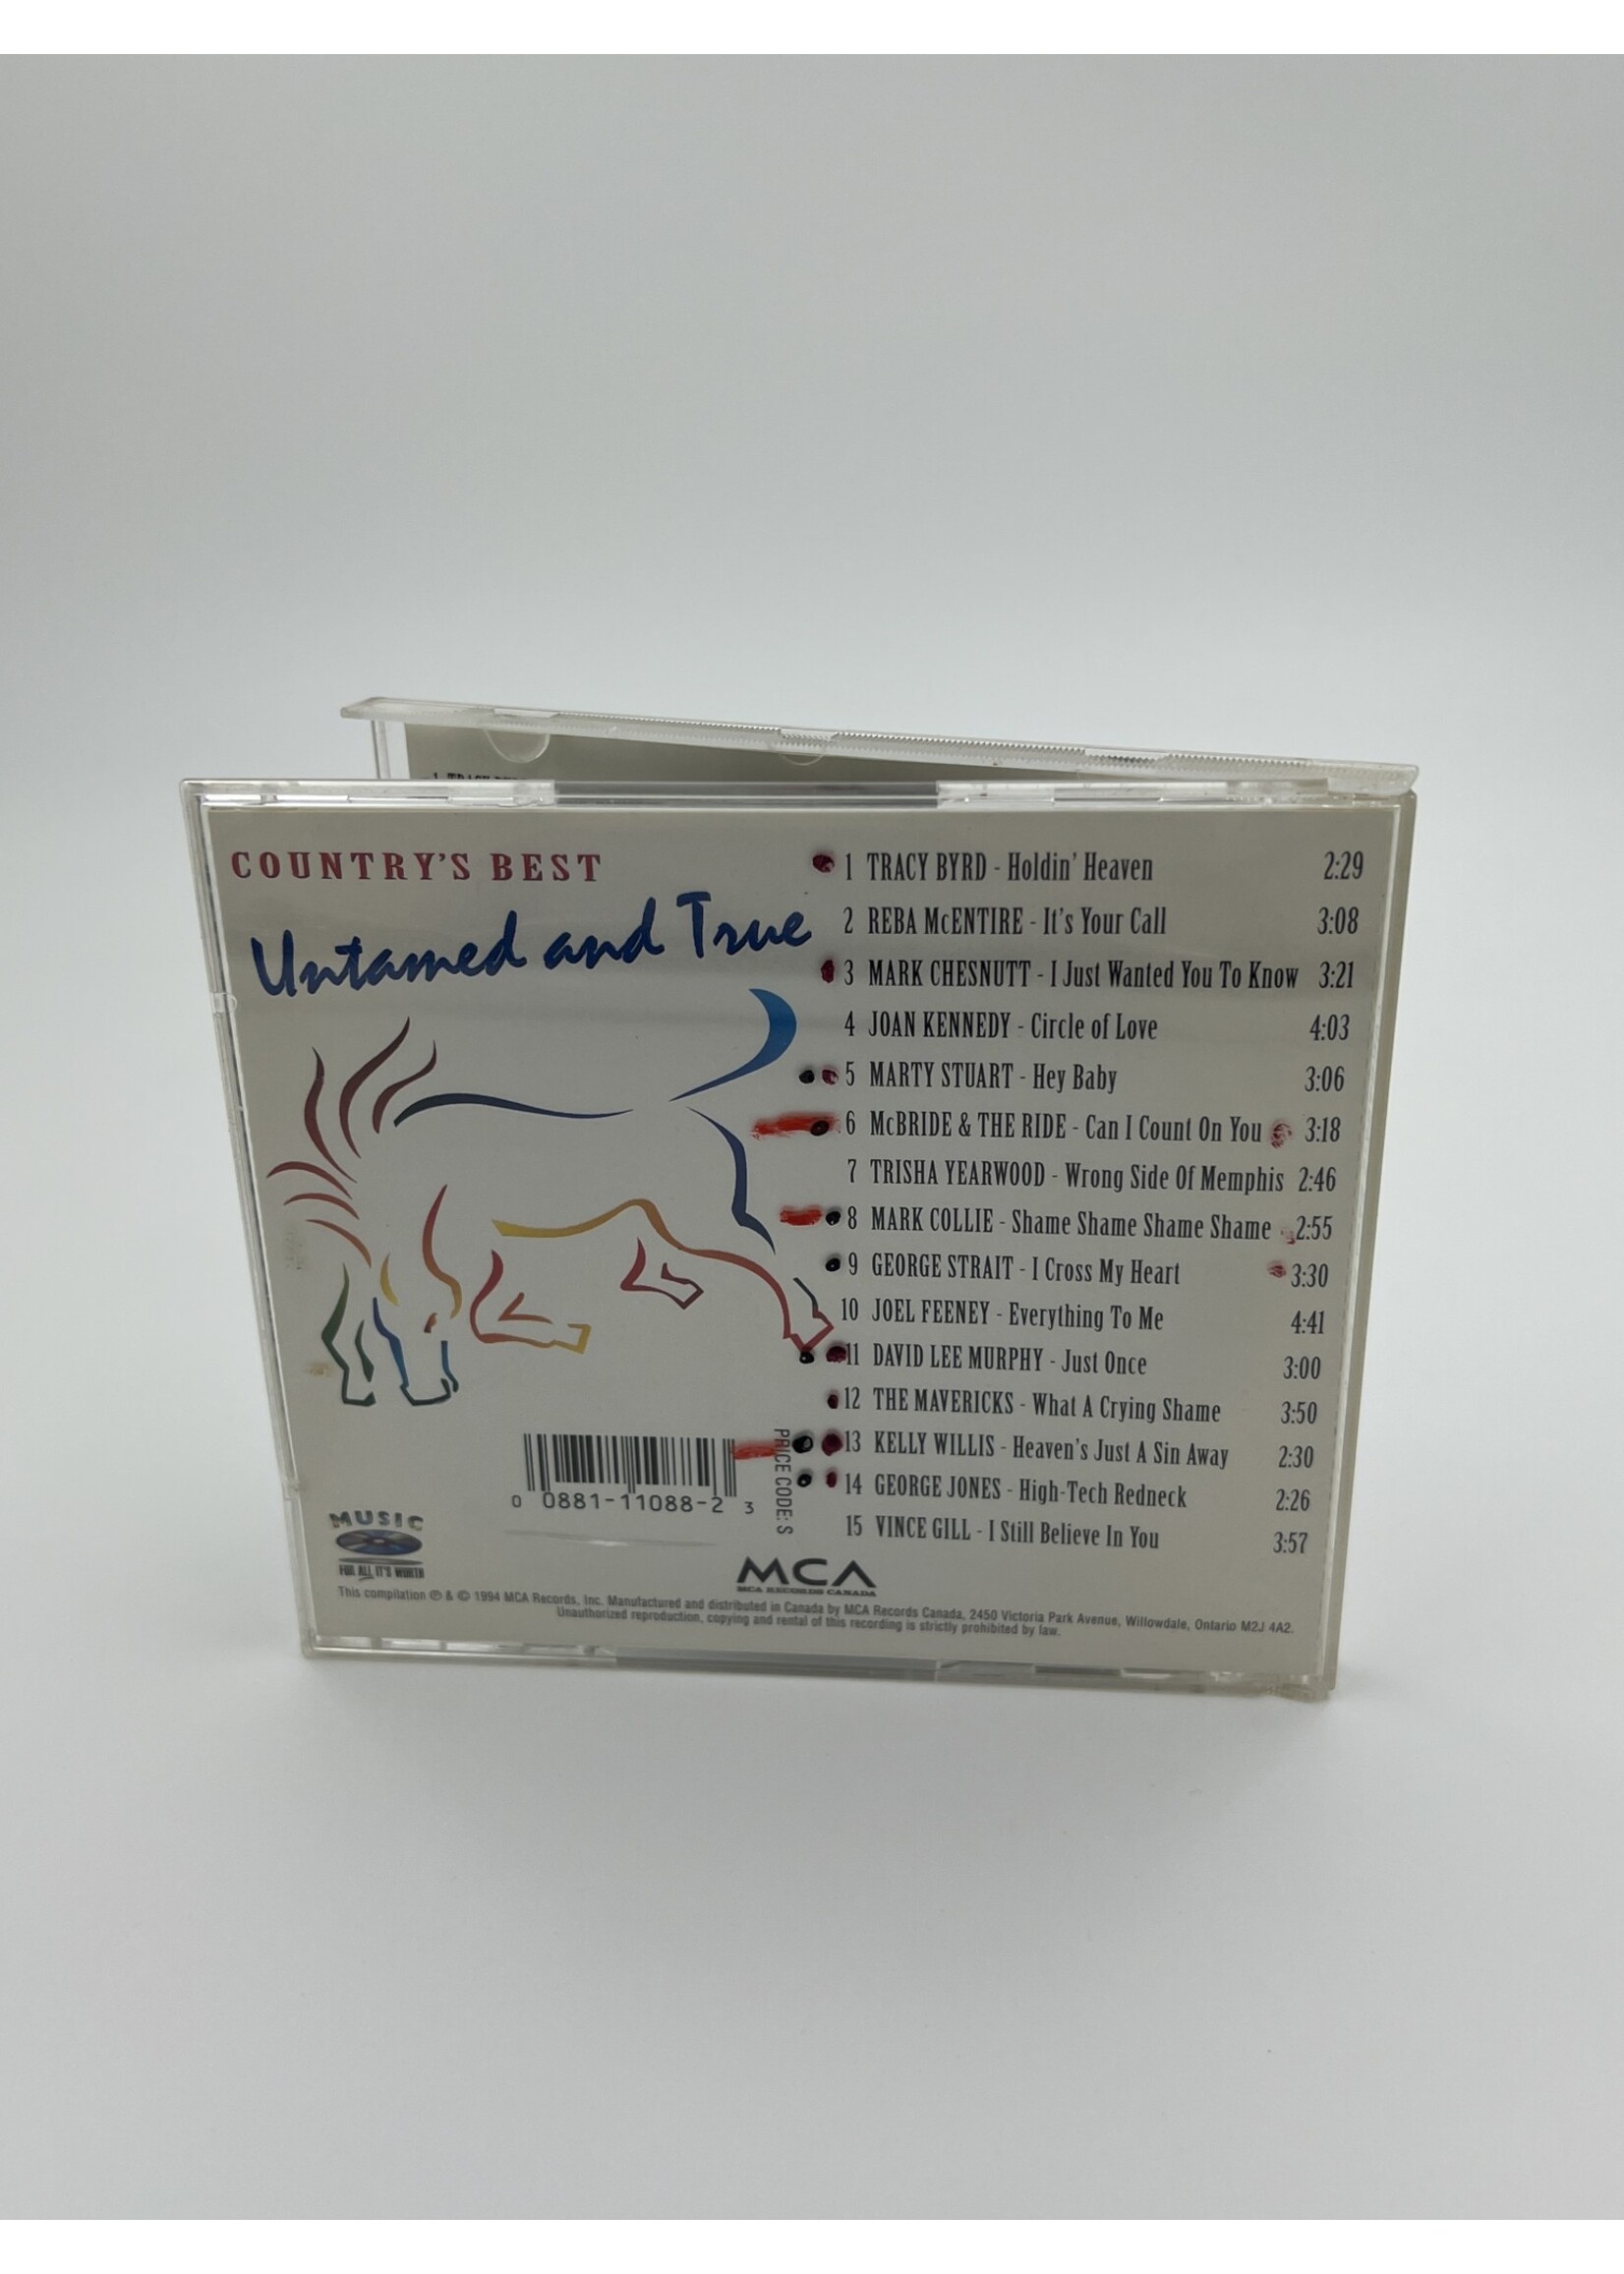 COUNTRY'S BEST
Untamed and True
1 TRACY BYRD - Holdin' Heaven 2:29
2 REBA McENTIRE - It's Your Call 3:08
3 MARK CHESNUTT - I Just Wanted You To Know 3:21
4 JOAN KENNEDY - Circle of Love 4:03
5 MARTY STUART - Hey Baby 3:06
6 McBRIDE & THE RIDE - Can I Count On You 3:18
7 TRISHA YEARWOOD - Wrong Side Of Memphis 2:46
8 MARK COLLIE - Shame Shame Shame Shame 2:55
9 GEORGE STRAIT - I Cross My Heart 3:30
10 JOEL FEENEY - Everything To Me 4:41
11 DAVID LEE MURPHY - Just Once 3:00
12 THE MAVERICKS - What A Crying Shame 3:50
13 KELLY WILLIS - Heaven's Just A Sin Away 2:30
14 GEORGE JONES - High-Tech Redneck 2:26
15 VINCE GILL - I Still Believe In You 3:57
PRICE CODE: S
0 0881-11088-2 3
MUSIC
FOR ALL IT'S WORTH
MCA
MCA RECORDS CANADA
This compilation ℗ & © 1994 MCA Records, Inc. Manufactured and distributed in Canada by MCA Records Canada, 2450 Victoria Park Avenue, Willowdale, Ontario M2J 4A2.
Unauthorized reproduction, copying and rental of this recording is strictly prohibited by law.